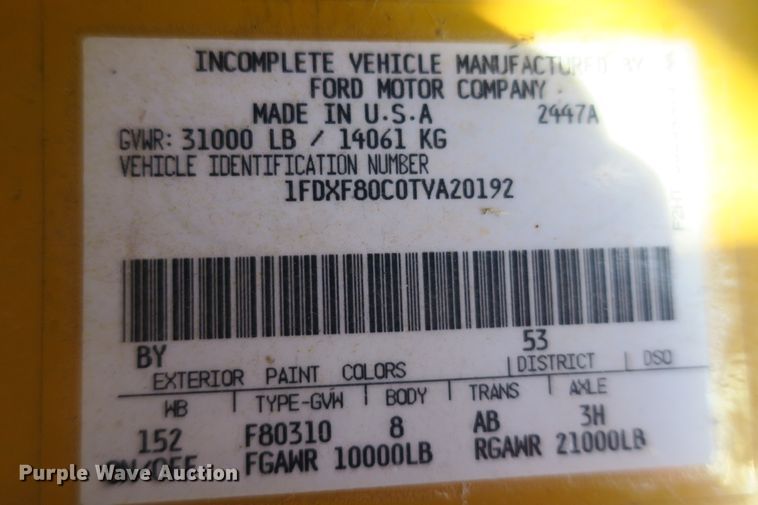 INCOMPLETE VEHICLE MANUFACTURED BY
FORD MOTOR COMPANY
MADE IN U.S.A 2447A
GVWR: 31000 LB / 14061 KG
VEHICLE IDENTIFICATION NUMBER
1FDXF80C0TVA20192
BY 53
EXTERIOR PAINT COLORS DISTRICT DSO
WB TYPE-GVW BODY TRANS AXLE
152 F80310 8 AB 3H
FGAWR 10000LB RGAWR 21000LB
Purple Wave Auction